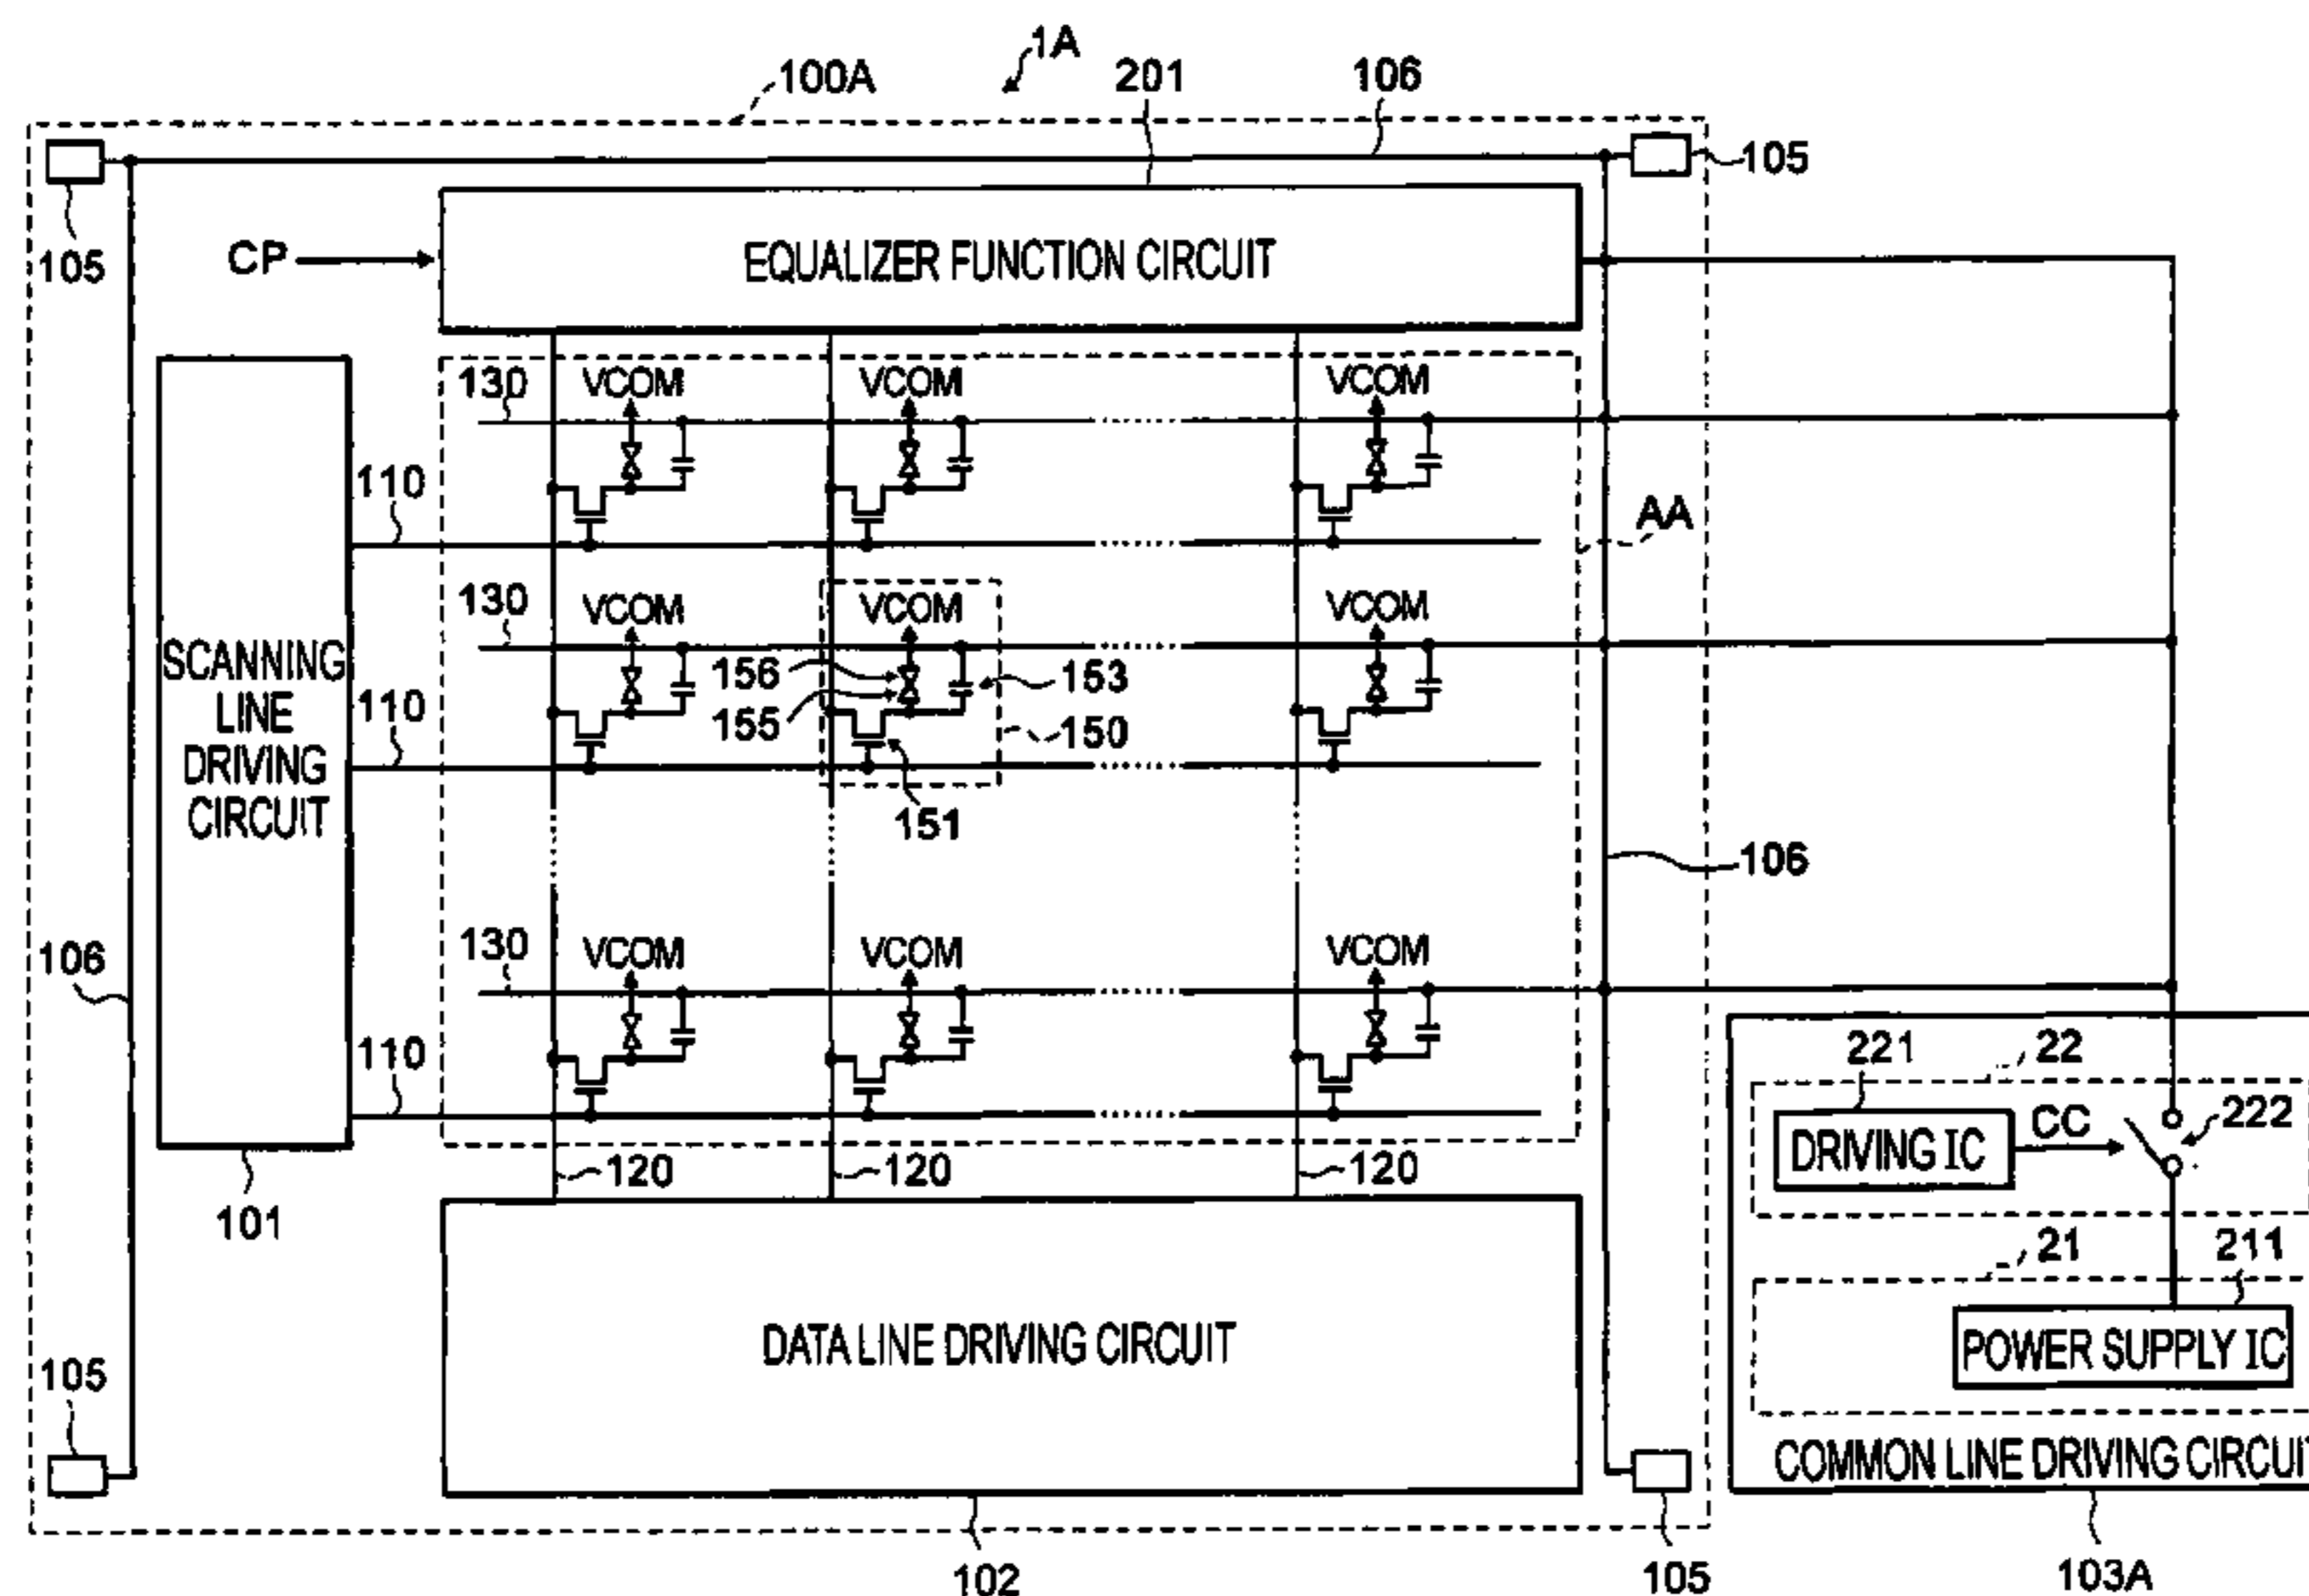 1A
100A
201
106
105
105
CP
EQUALIZER FUNCTION CIRCUIT
130
VCOM
VCOM
VCOM
110
AA
130
VCOM
VCOM
VCOM
SCANNING
LINE
DRIVING
CIRCUIT
156
153
110
155
150
151
106
106
130
VCOM
VCOM
VCOM
110
221
22
DRIVING IC
CC
222
120
120
120
101
21
211
DATA LINE DRIVING CIRCUIT
POWER SUPPLY IC
105
COMMON LINE DRIVING CIRCUIT
102
105
103A